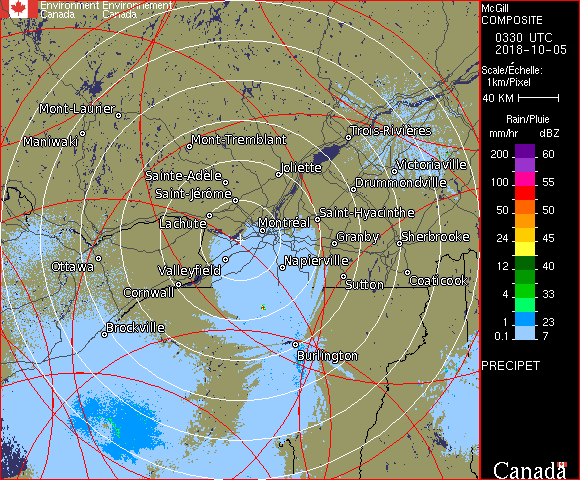 Environment Environnement
Canada Canada
McGill
COMPOSITE
0330 UTC
2018-10-05
Scale/Échelle:
1km/Pixel
40 KM
Rain/Pluie
mm/hr dBZ
200 60
150 57
100 55
50 50
24 45
12 40
4 33
1 23
0.1 7
PRECIPET
Canada
Mont-Laurier
Maniwaki
Mont-Tremblant
Trois-Rivières
Sainte-Adèle
Joliette
Victoriaville
Saint-Jérôme
Drummondville
Lachute
Montréal
Saint-Hyacinthe
Granby
Sherbrooke
Ottawa
Valleyfield
Napierville
Cornwall
Sutton
Coaticook
Brockville
Burlington